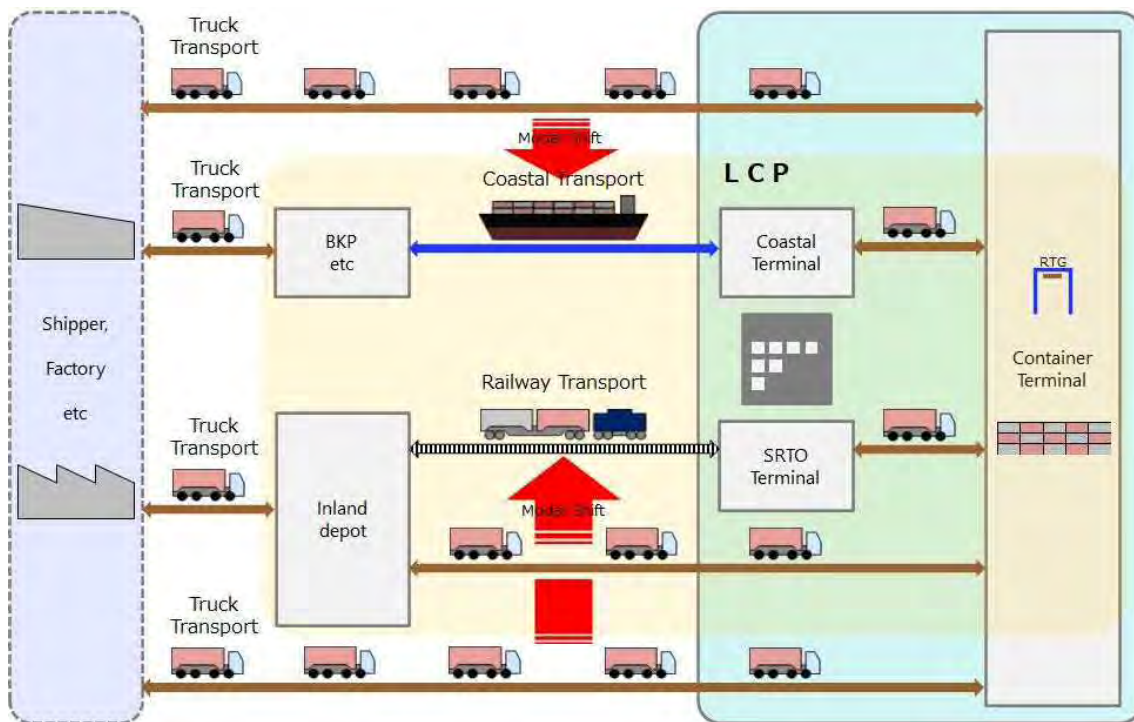 Truck
Transport
Modal Shift
Truck
Transport
Coastal Transport
L C P
BKP
etc
Coastal
Terminal
RTG
Container
Terminal
Shipper,
Factory
etc
Railway Transport
Truck
Transport
SRTO
Terminal
Inland
depot
Modal Shift
Truck
Transport